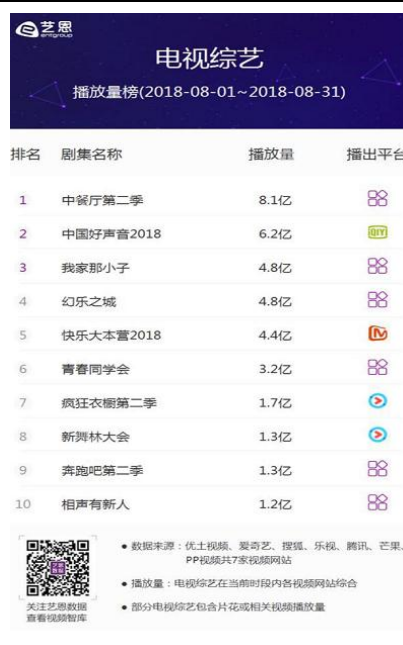 艺恩
entgroup
电视综艺
播放量榜(2018-08-01~2018-08-31)
排名 剧集名称 播放量 播出平台
1 中餐厅第二季 8.1亿
2 中国好声音2018 6.2亿 QIY
3 我家那小子 4.8亿
4 幻乐之城 4.8亿
5 快乐大本营2018 4.4亿
6 青春同学会 3.2亿
7 疯狂衣橱第二季 1.7亿
8 新舞林大会 1.3亿
9 奔跑吧第二季 1.3亿
10 相声有新人 1.2亿
• 数据来源：优土视频、爱奇艺、搜狐、乐视、腾讯、芒果、
PP视频共7家视频网站
• 播放量：电视综艺在当前时段内各视频网站综合
• 部分电视综艺包含片花或相关视频播放量
关注艺恩数据
查看视频智库